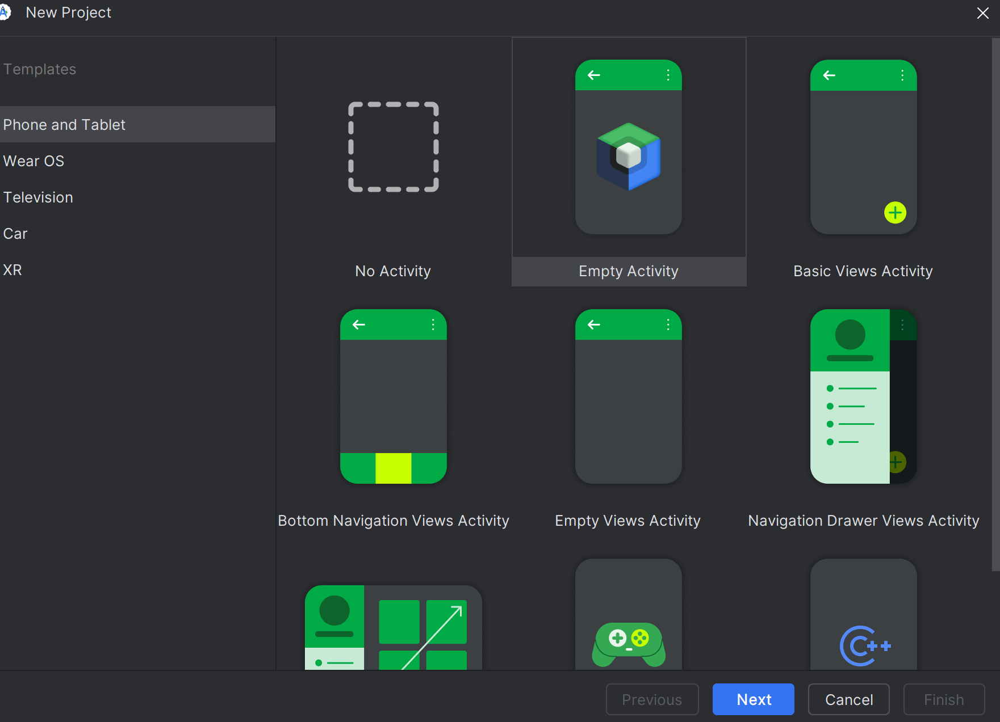 New Project
Templates
Phone and Tablet
Wear OS
Television
Car
XR
No Activity
Empty Activity
Basic Views Activity
Bottom Navigation Views Activity
Empty Views Activity
Navigation Drawer Views Activity
C++
Previous
Next
Cancel
Finish